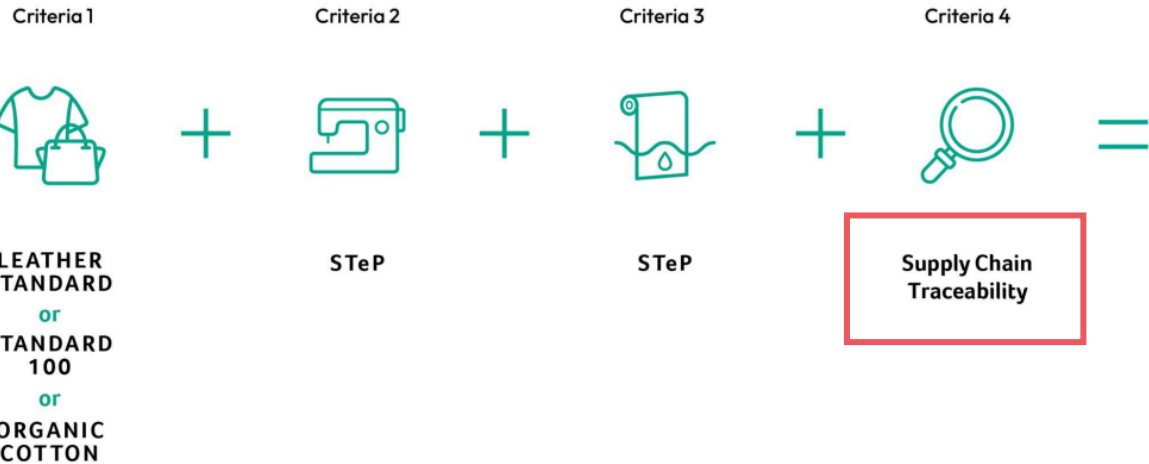 Criteria 1
Criteria 2
Criteria 3
Criteria 4
LEATHER
TANDARD
or
TANDARD
100
or
ORGANIC
COTTON
STeP
STeP
Supply Chain
Traceability